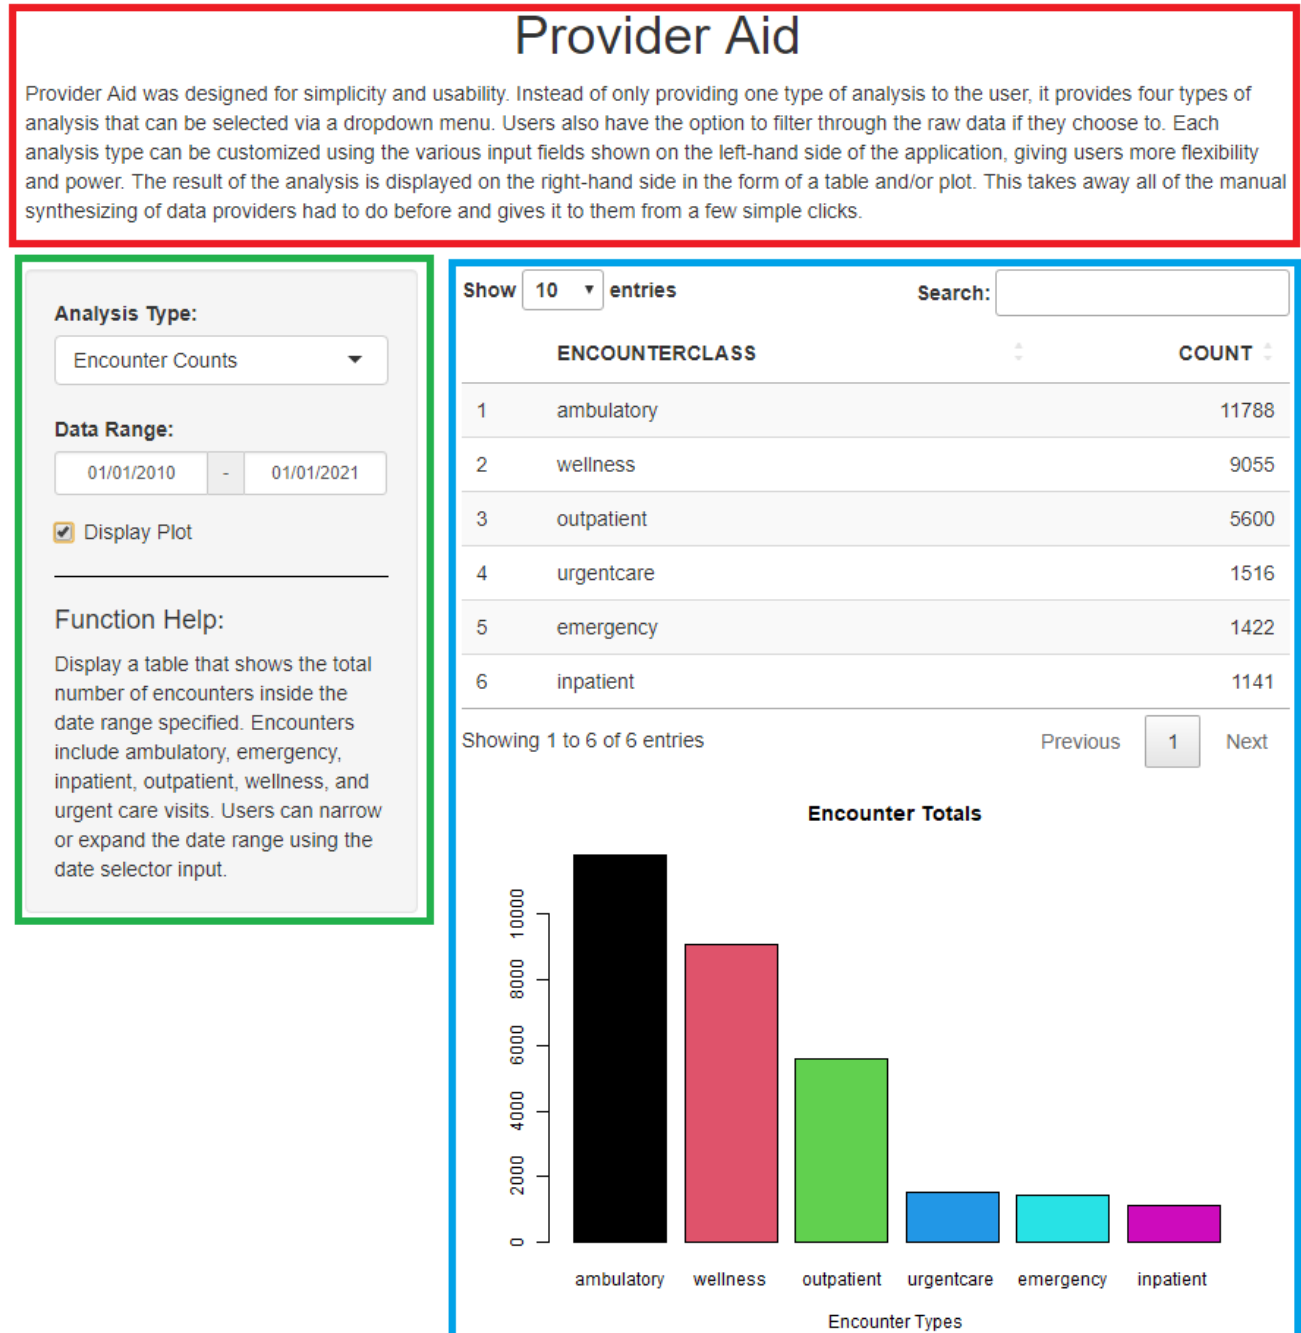 Provider Aid
Provider Aid was designed for simplicity and usability. Instead of only providing one type of analysis to the user, it provides four types of
analysis that can be selected via a dropdown menu. Users also have the option to filter through the raw data if they choose to. Each
analysis type can be customized using the various input fields shown on the left-hand side of the application, giving users more flexibility
and power. The result of the analysis is displayed on the right-hand side in the form of a table and/or plot. This takes away all of the manual
synthesizing of data providers had to do before and gives it to them from a few simple clicks.
Analysis Type:
Encounter Counts
Data Range:
01/01/2010 - 01/01/2021
Display Plot
Function Help:
Display a table that shows the total
number of encounters inside the
date range specified. Encounters
include ambulatory, emergency,
inpatient, outpatient, wellness, and
urgent care visits. Users can narrow
or expand the date range using the
date selector input.
Show 10 entries Search:
ENCOUNTERCLASS COUNT
1 ambulatory 11788
2 wellness 9055
3 outpatient 5600
4 urgentcare 1516
5 emergency 1422
6 inpatient 1141
Showing 1 to 6 of 6 entries Previous 1 Next
Encounter Totals
10000
8000
6000
4000
2000
0
ambulatory wellness outpatient urgentcare emergency inpatient
Encounter Types